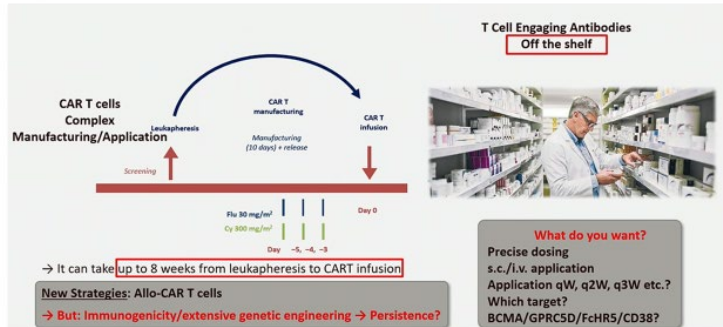 T Cell Engaging Antibodies
Off the shelf
CAR T cells
Complex
Manufacturing/Application
Leukapheresis
CAR T
manufacturing
Manufacturing
(10 days) + release
CAR T
infusion
Screening
Day 0
Flu 30 mg/m²
Cy 300 mg/m²
Day –5, –4, –3
→ It can take up to 8 weeks from leukapheresis to CART infusion
New Strategies: Allo-CAR T cells
→ But: Immunogenicity/extensive genetic engineering → Persistence?
What do you want?
Precise dosing
s.c./i.v. application
Application qW, q2W, q3W etc.?
Which target?
BCMA/GPRC5D/FcHR5/CD38?